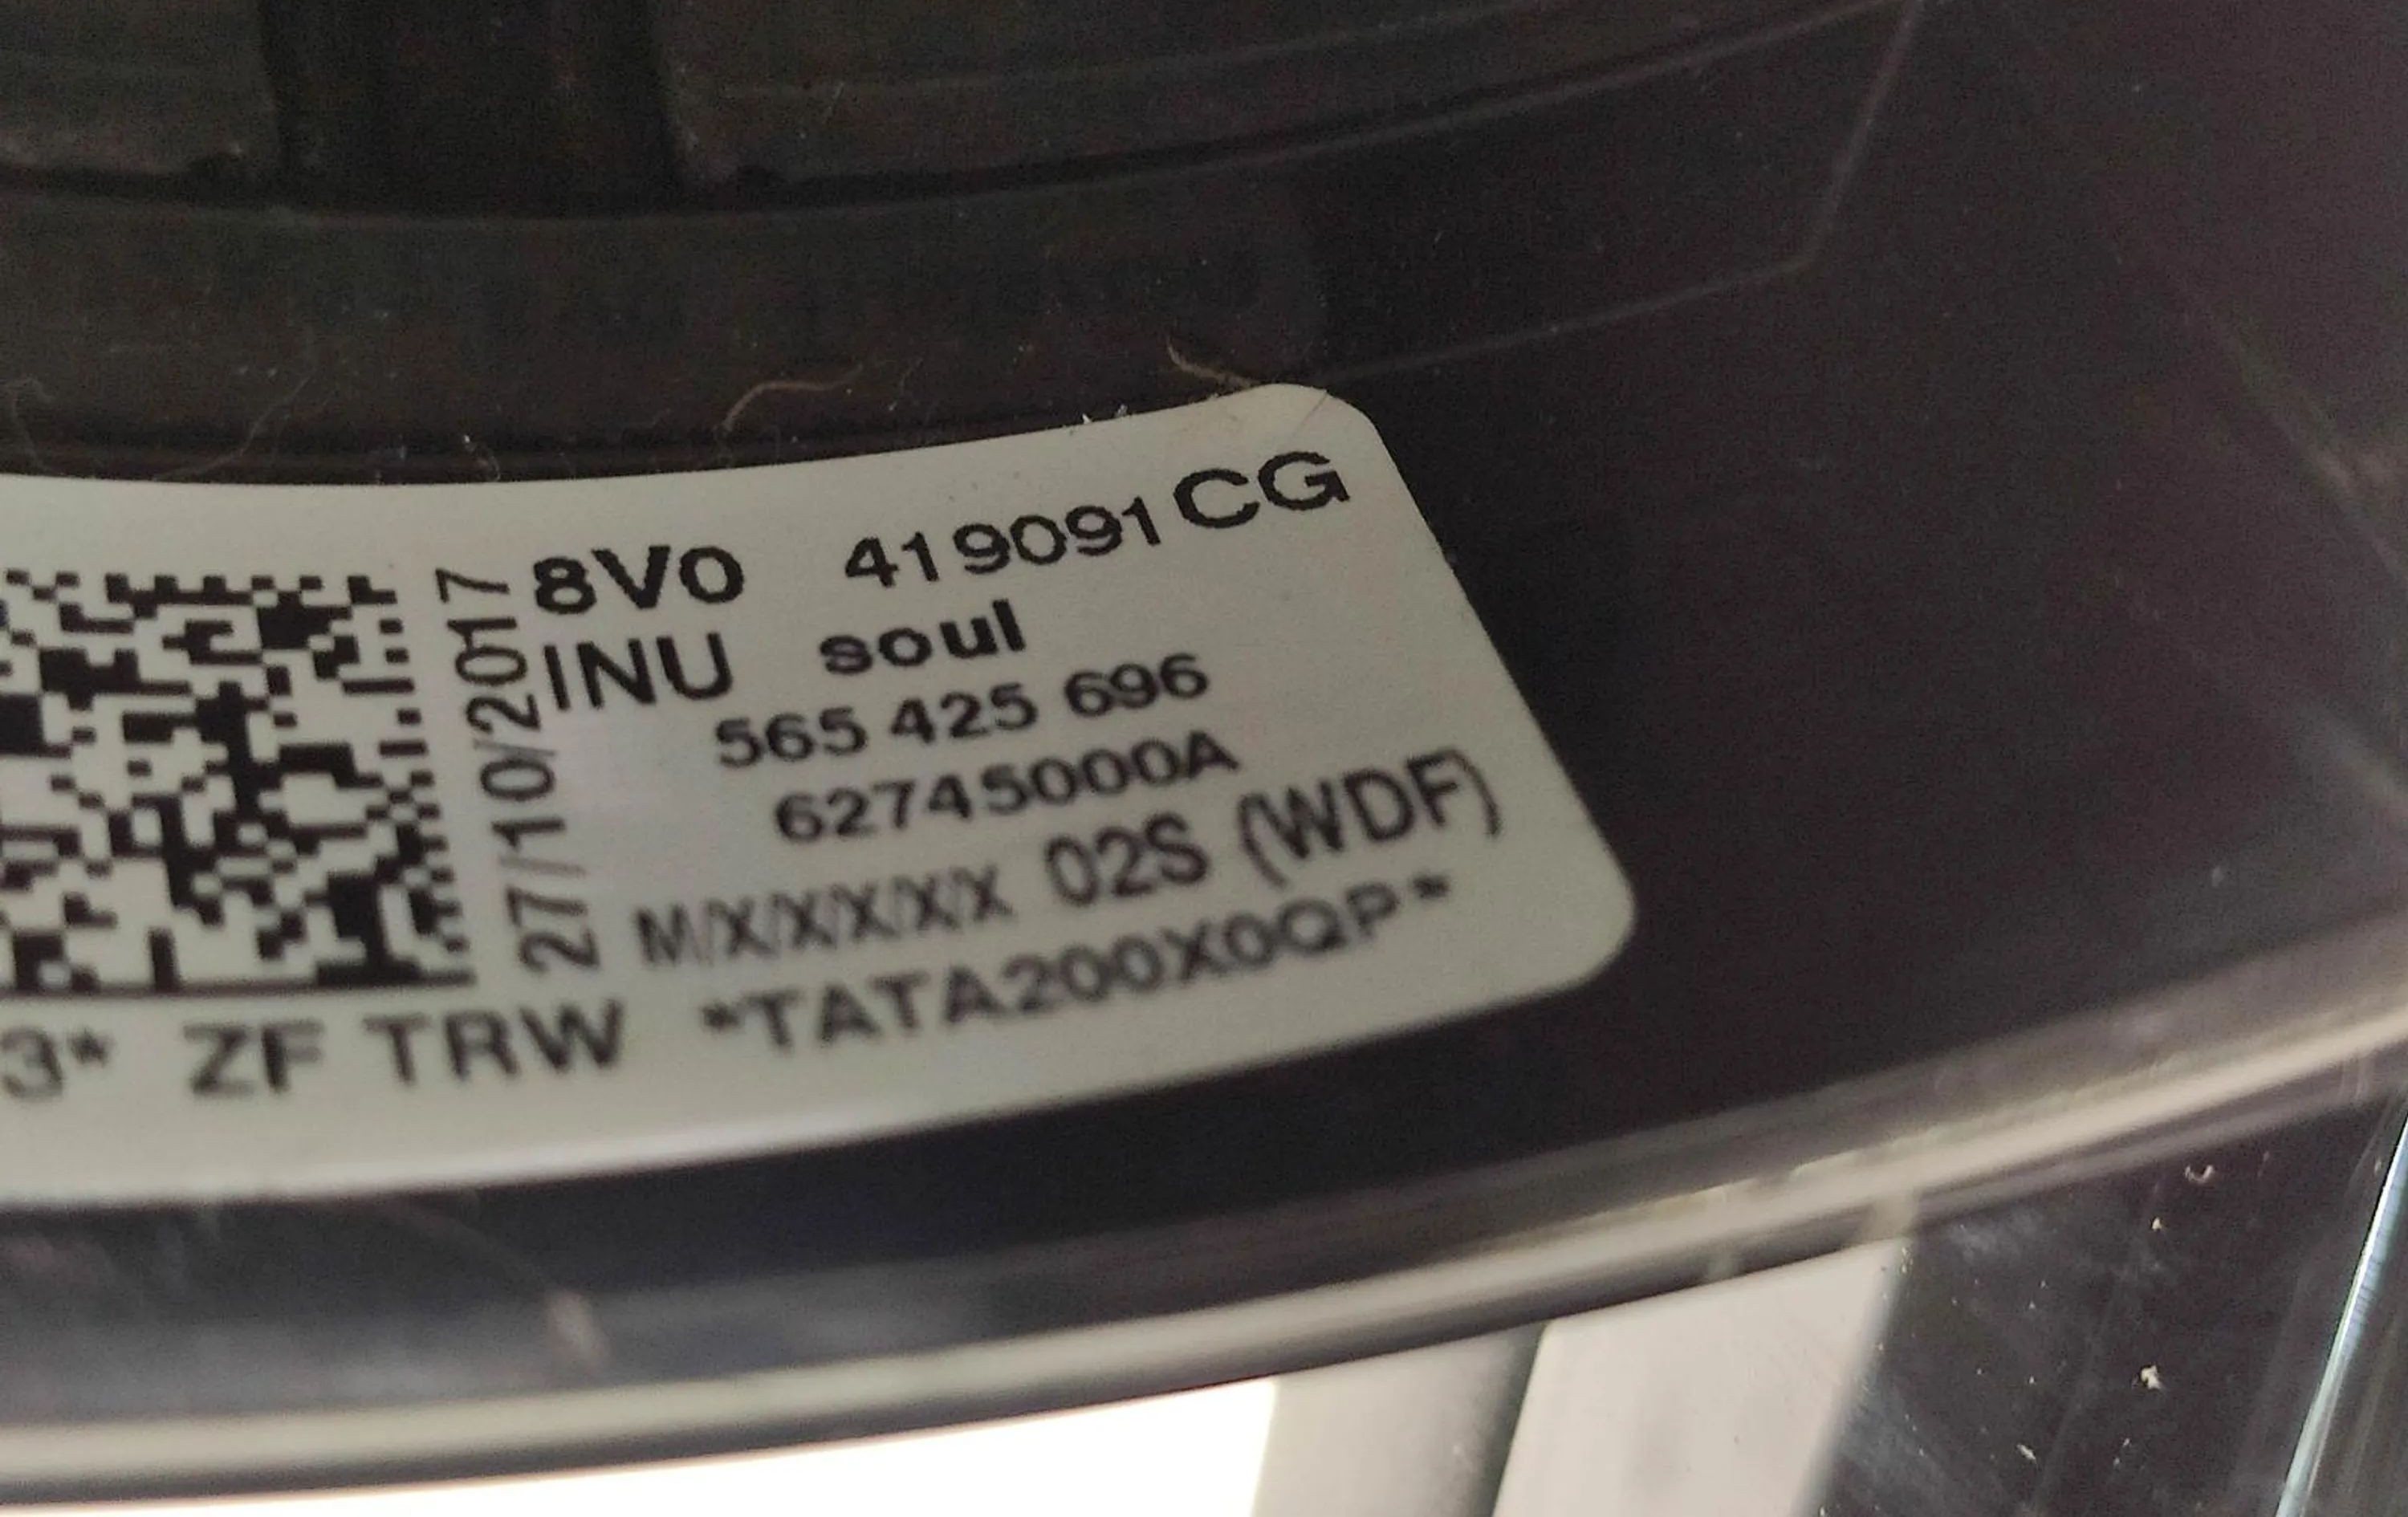 8V0 419091CG
INU soul
565 425 696
62745000A
M/X/X/X/X/X 02S (WDF)
27/10/2017
3* ZF TRW *TATA200X0QP*